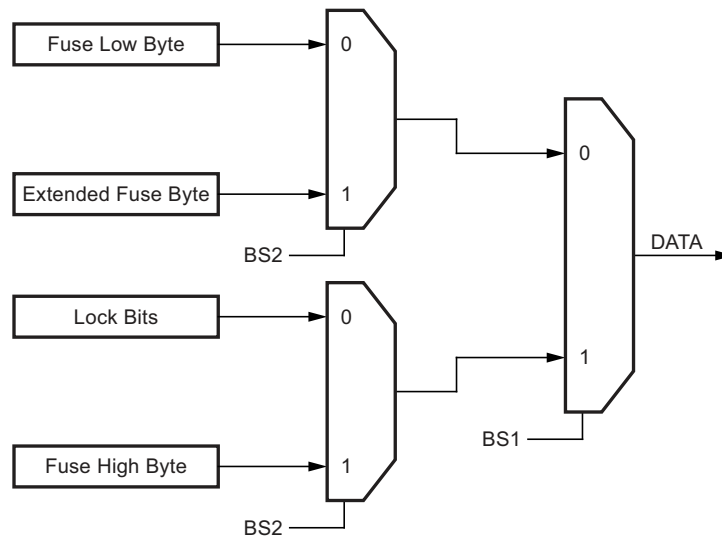 Fuse Low Byte
0
Extended Fuse Byte
1
BS2
0
DATA
Lock Bits
0
1
BS1
Fuse High Byte
1
BS2